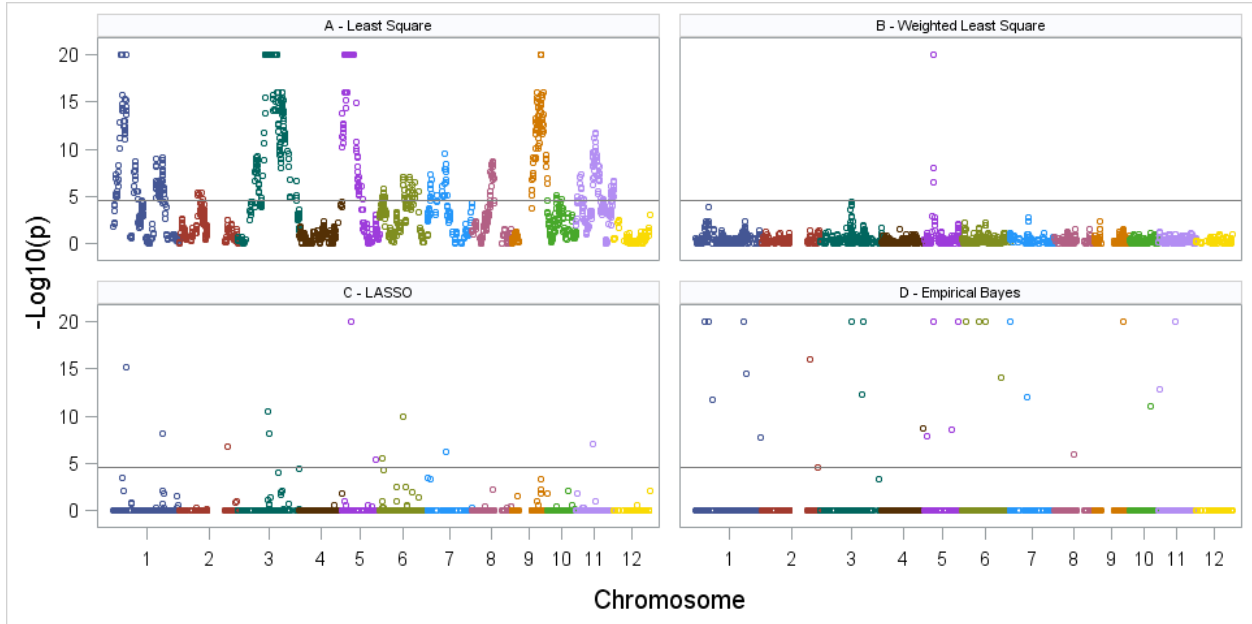 A - Least Square
B - Weighted Least Square
20
15
10
5
0
C - LASSO
D - Empirical Bayes
20
15
10
5
0
-Log10(p)
1 2 3 4 5 6 7 8 9 10 11 12
1 2 3 4 5 6 7 8 9 10 11 12
Chromosome